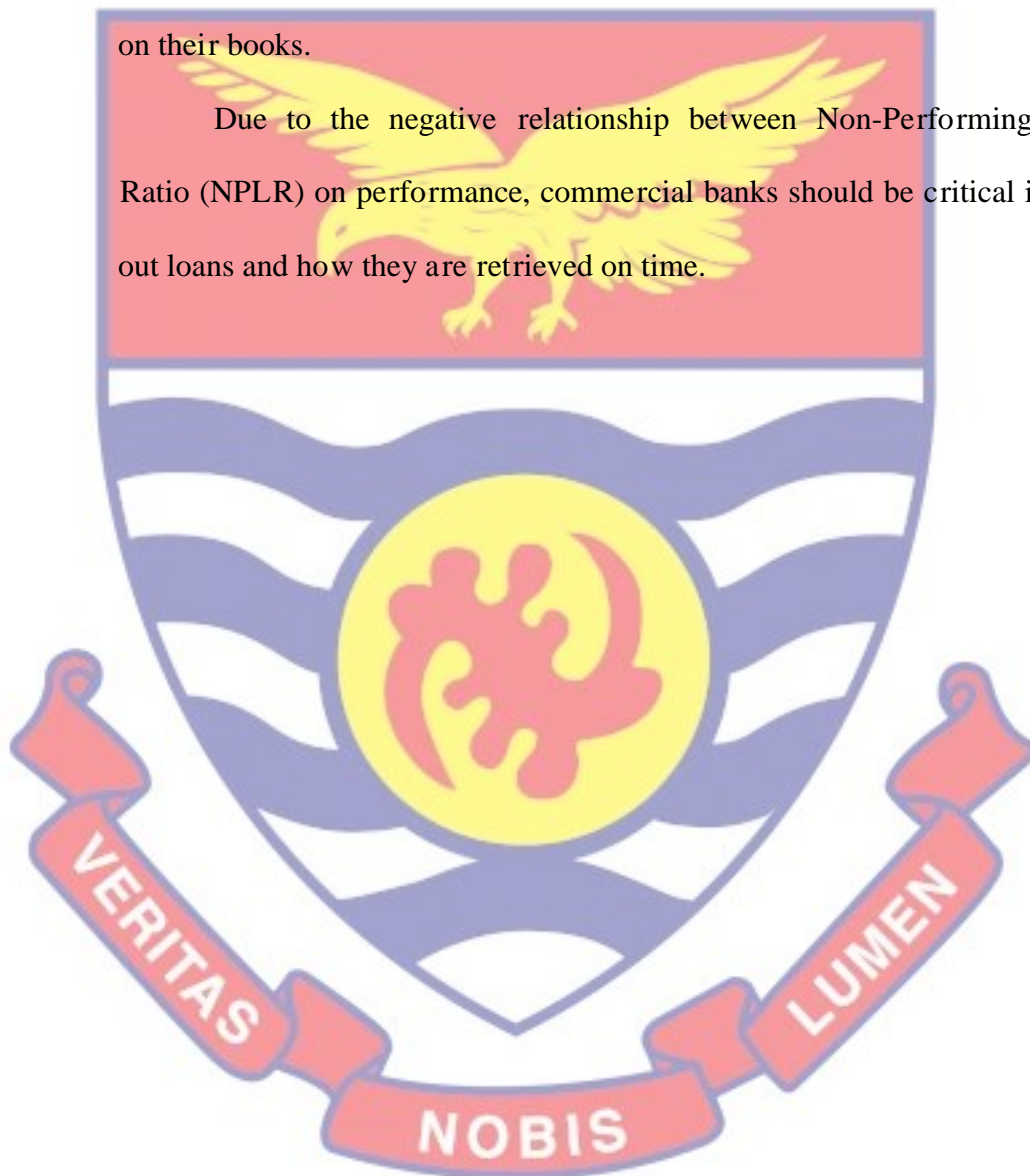 on their books.
Due to the negative relationship between Non-Performing
Ratio (NPLR) on performance, commercial banks should be critical i
out loans and how they are retrieved on time.
VERITAS
NOBIS
LUMEN